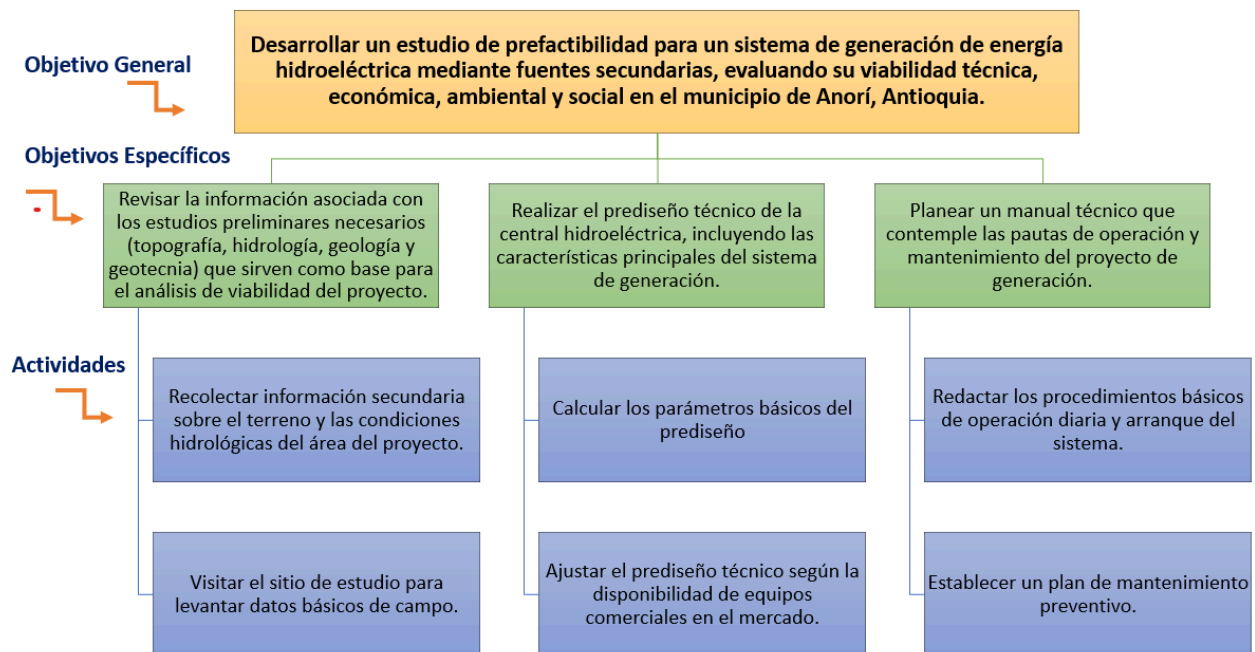 Objetivo General
Desarrollar un estudio de prefactibilidad para un sistema de generación de energía
hidroeléctrica mediante fuentes secundarias, evaluando su viabilidad técnica,
económica, ambiental y social en el municipio de Anorí, Antioquia.
Objetivos Específicos
Revisar la información asociada con
los estudios preliminares necesarios
(topografía, hidrología, geología y
geotecnia) que sirven como base para
el análisis de viabilidad del proyecto.
Realizar el prediseño técnico de la
central hidroeléctrica, incluyendo las
características principales del sistema
de generación.
Planear un manual técnico que
contemple las pautas de operación y
mantenimiento del proyecto de
generación.
Actividades
Recolectar información secundaria
sobre el terreno y las condiciones
hidrológicas del área del proyecto.
Calcular los parámetros básicos del
prediseño
Redactar los procedimientos básicos
de operación diaria y arranque del
sistema.
Visitar el sitio de estudio para
levantar datos básicos de campo.
Ajustar el prediseño técnico según la
disponibilidad de equipos
comerciales en el mercado.
Establecer un plan de mantenimiento
preventivo.